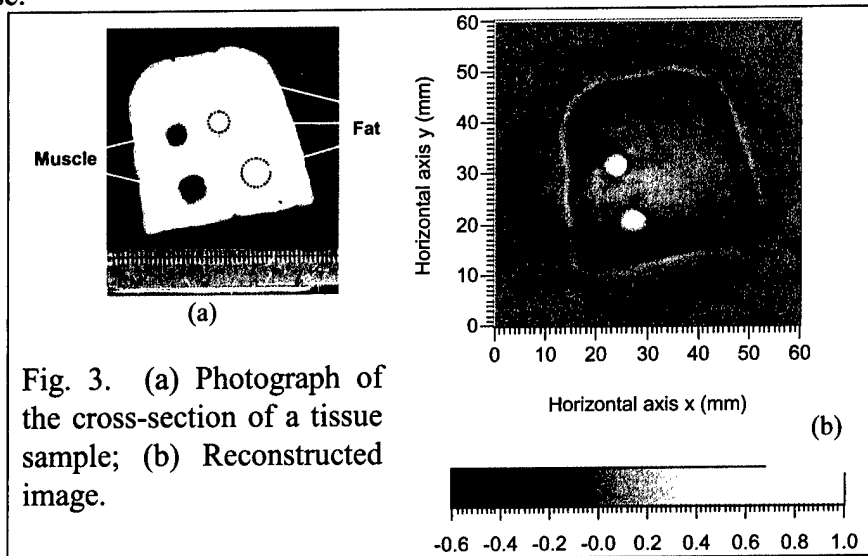 Muscle
Fat
(a)
Fig. 3. (a) Photograph of
the cross-section of a tissue
sample; (b) Reconstructed
image.
Horizontal axis y (mm)
60
50
40
30
20
10
0
0 10 20 30 40 50 60
Horizontal axis x (mm)
(b)
-0.6 -0.4 -0.2 -0.0 0.2 0.4 0.6 0.8 1.0